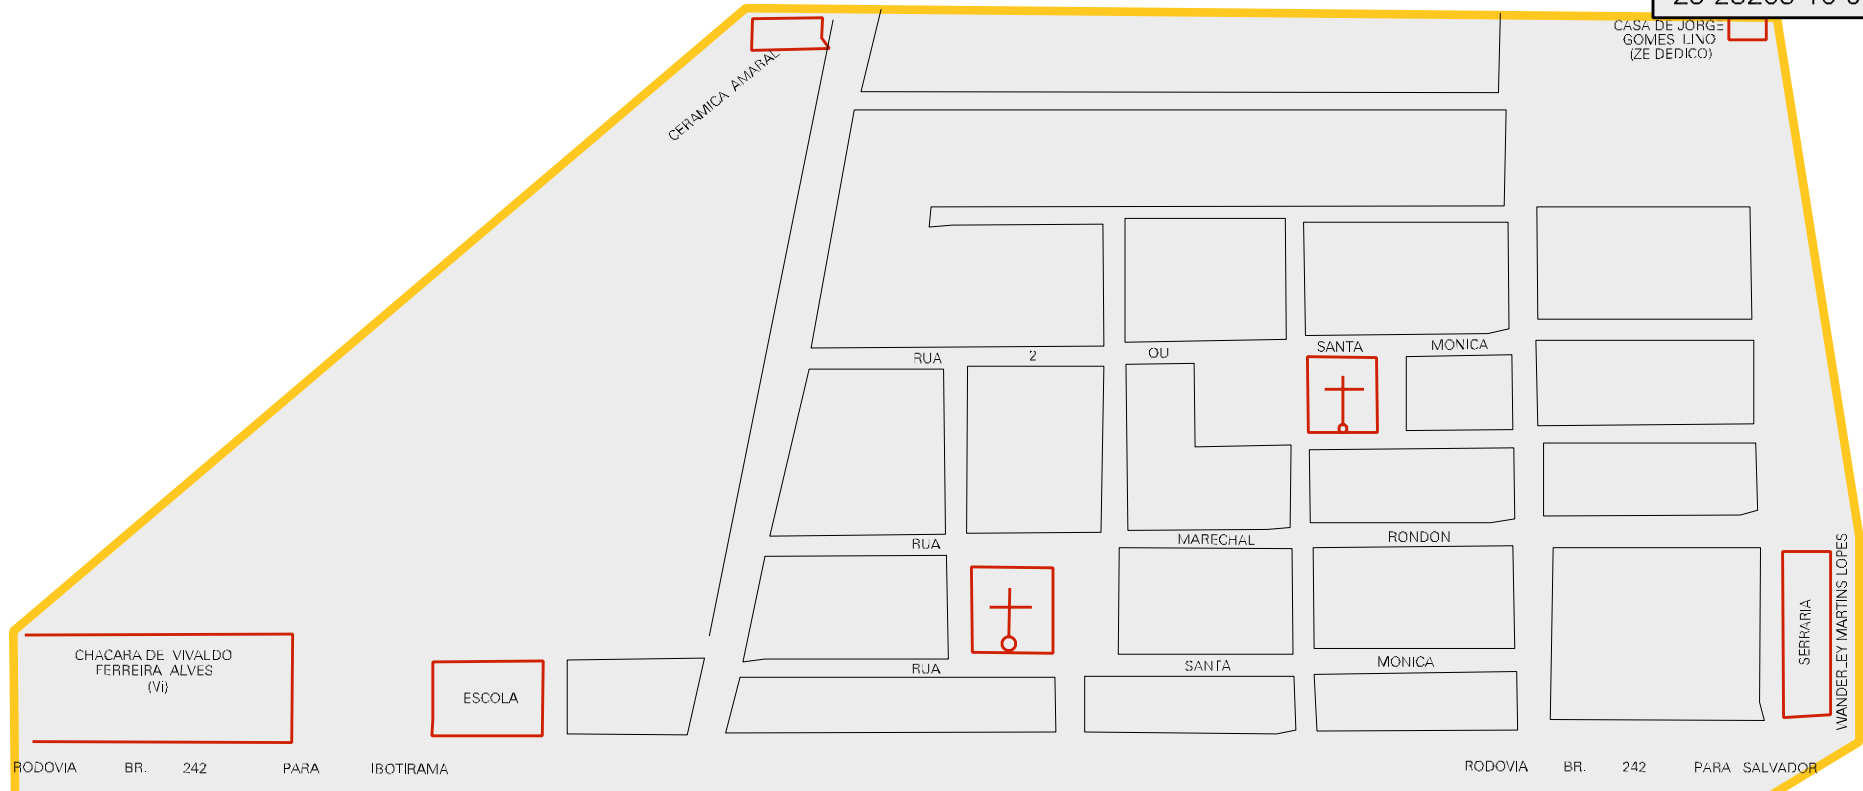 CASA DE JORGE
GOMES LINO
(ZE DEDICO)
CERAMICA AMARAL
RUA 2 OU SANTA MONICA
RUA MARECHAL RONDON
RUA SANTA MONICA
CHACARA DE VIVALDO
FERREIRA ALVES
(Vi)
ESCOLA
SERRARIA
WANDERLEY MARTINS LOPES
RODOVIA BR. 242 PARA IBOTIRAMA
RODOVIA BR. 242 PARA SALVADOR